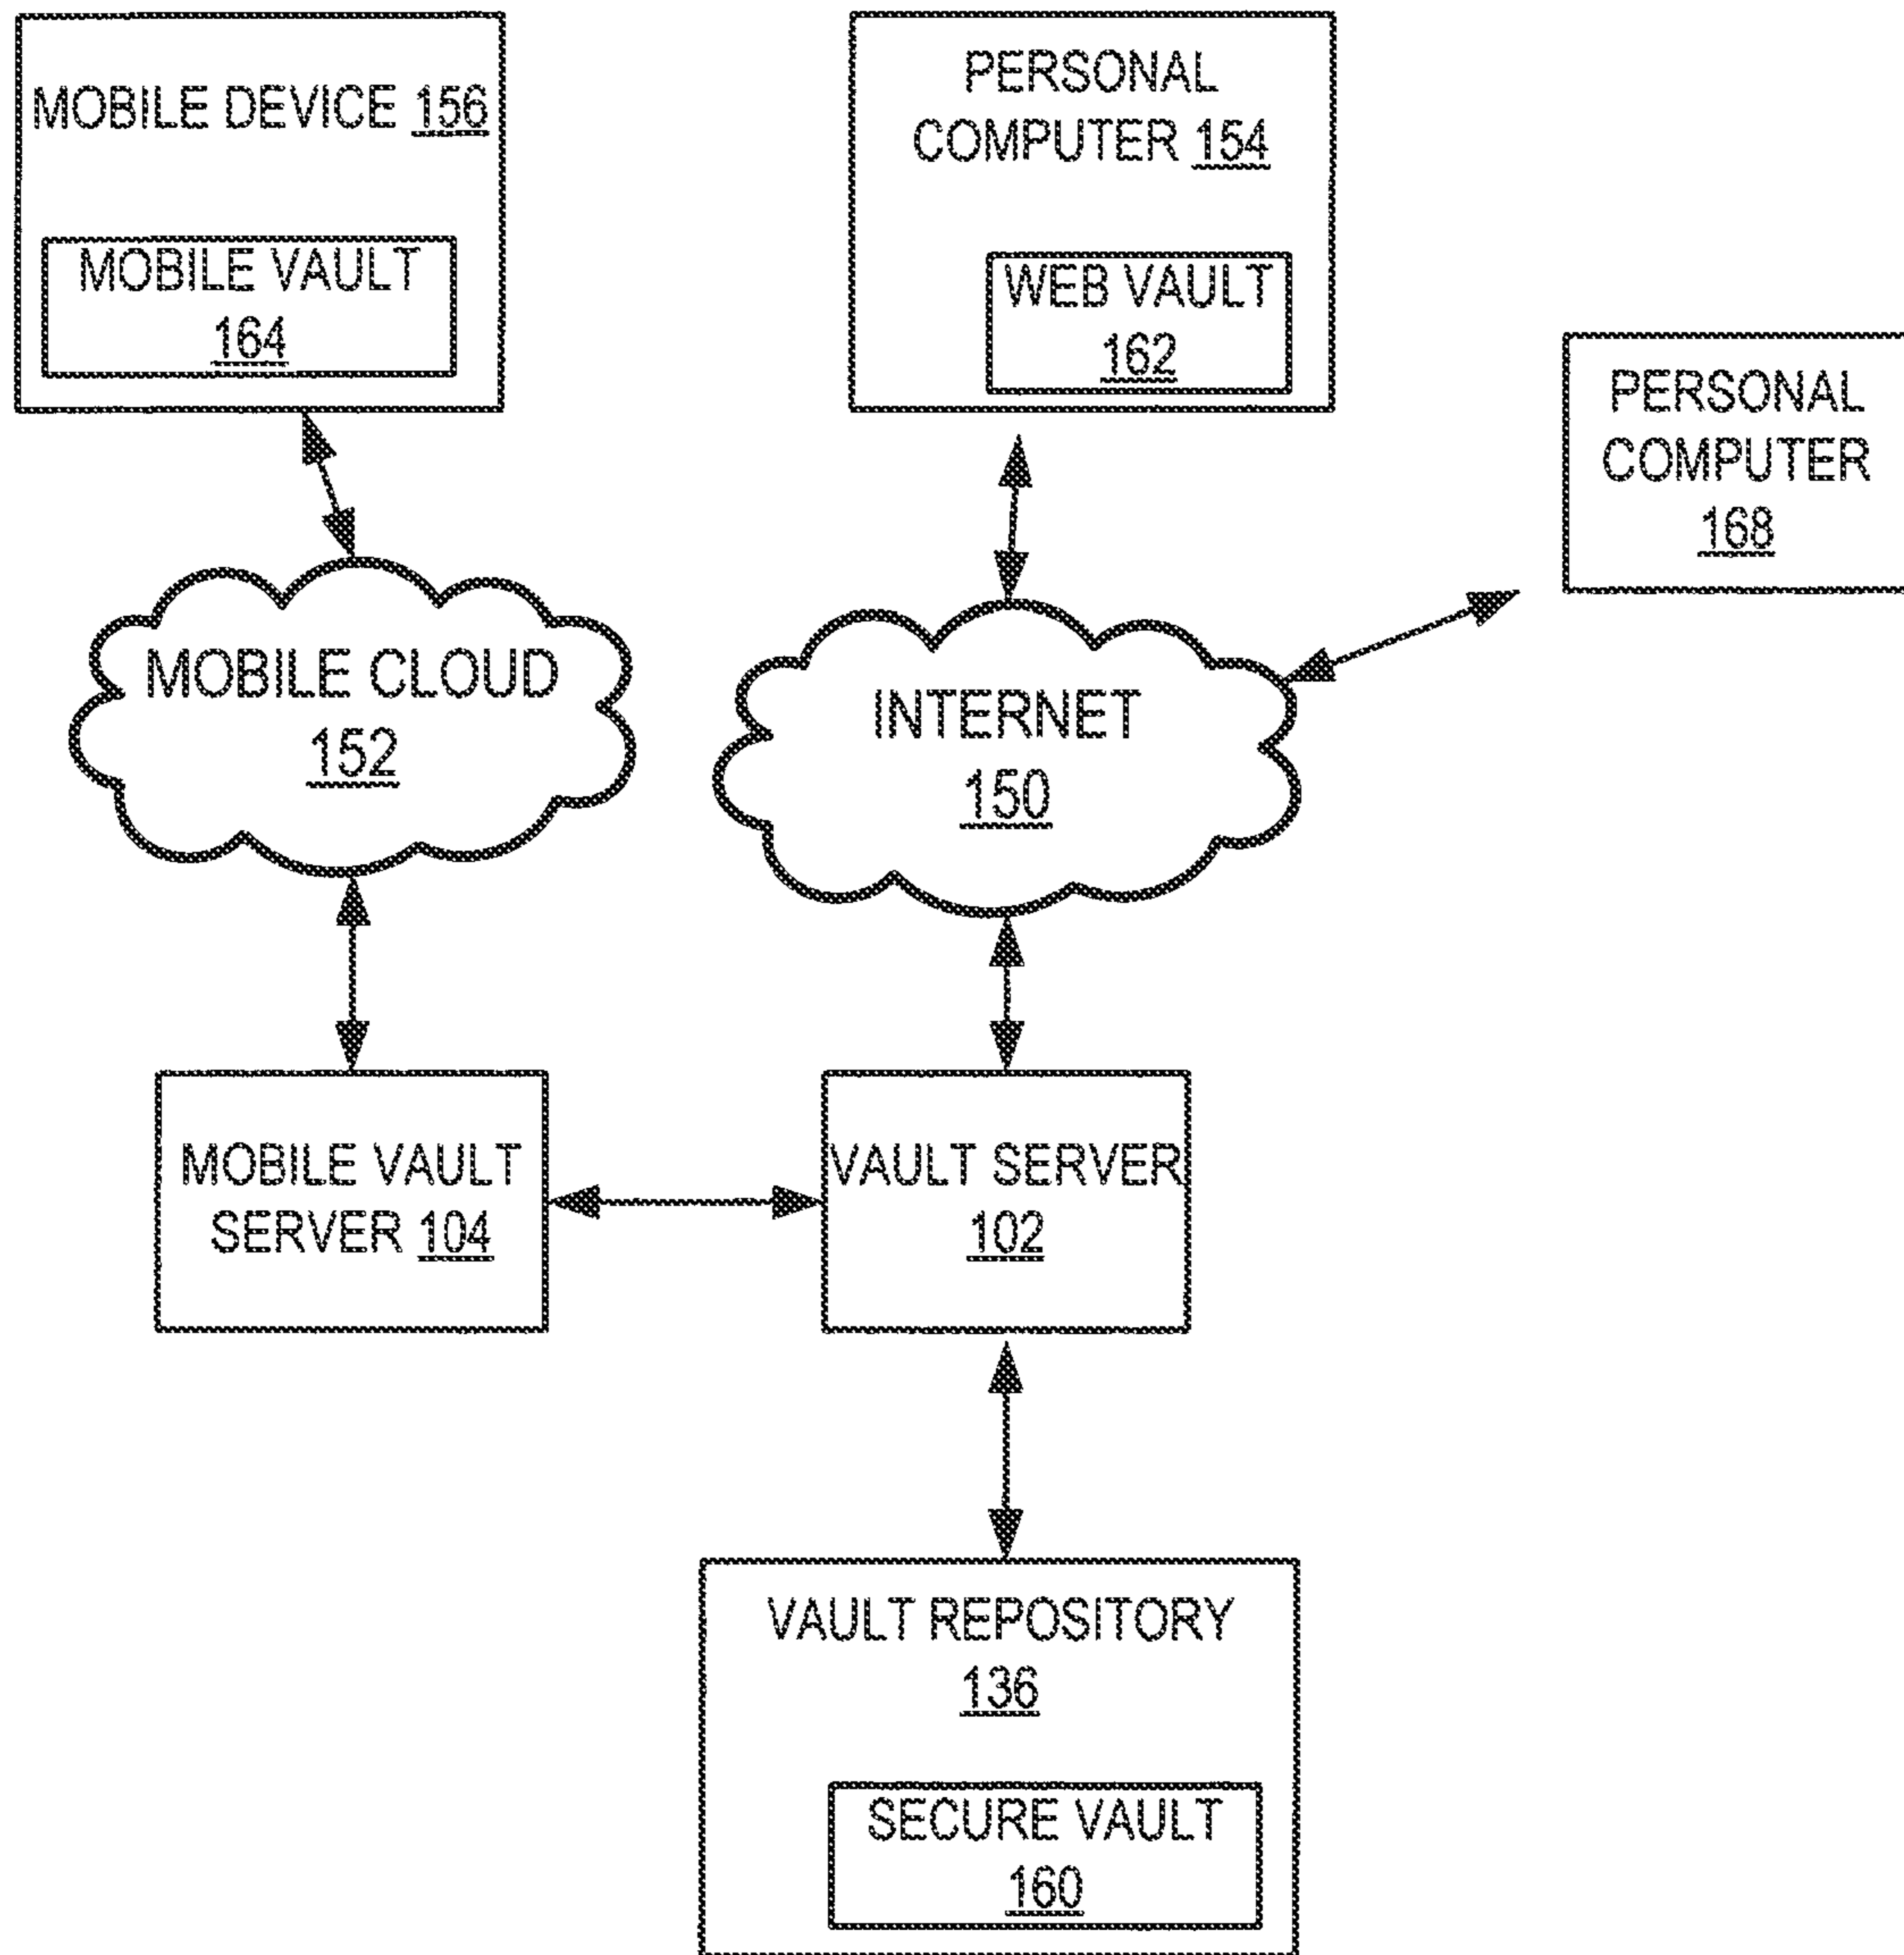 MOBILE DEVICE 156
MOBILE VAULT
164
PERSONAL
COMPUTER 154
WEB VAULT
162
PERSONAL
COMPUTER
168
MOBILE CLOUD
152
INTERNET
150
MOBILE VAULT
SERVER 104
VAULT SERVER
102
VAULT REPOSITORY
136
SECURE VAULT
160